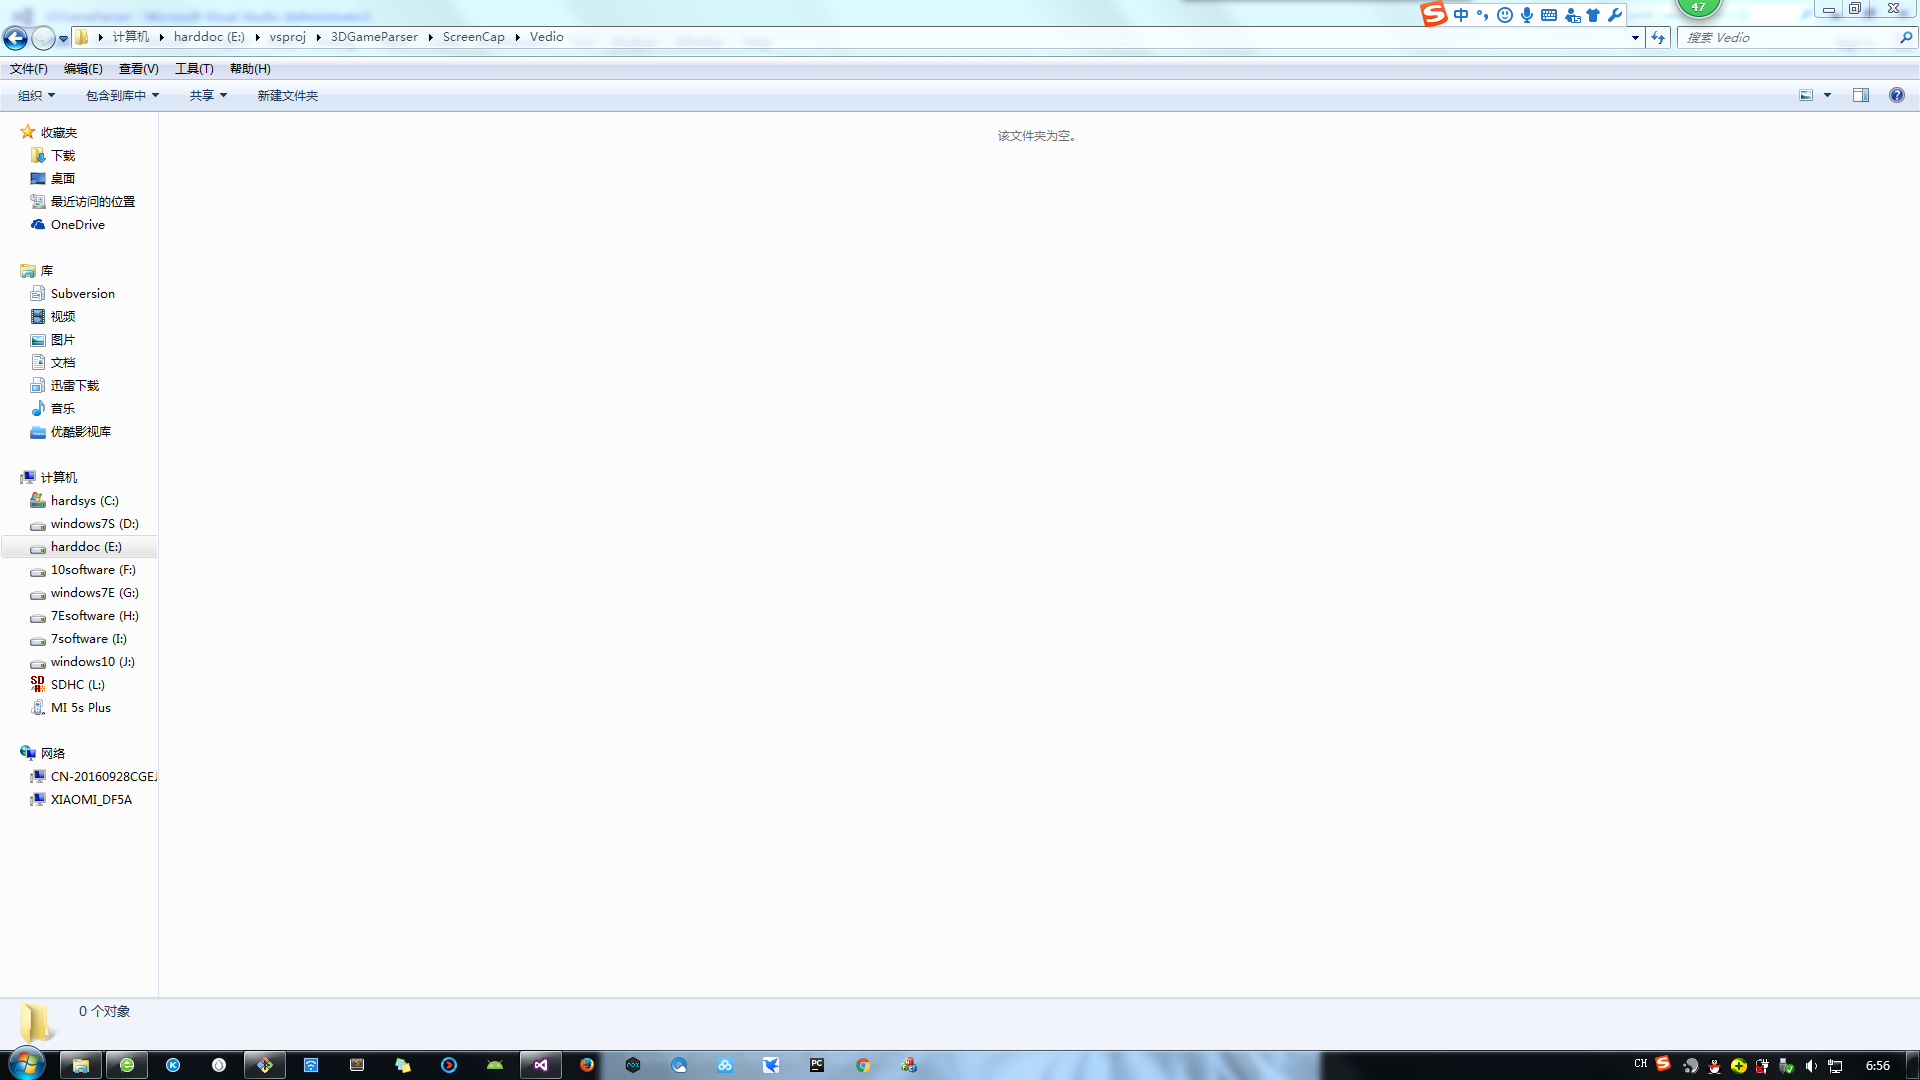 中
47
计算机 harddoc (E:) vsproj 3DGameParser ScreenCap Vedio
搜索 Vedio
文件(F) 编辑(E) 查看(V) 工具(T) 帮助(H)
组织 包含到库中 共享 新建文件夹
收藏夹
下载
桌面
最近访问的位置
OneDrive
库
Subversion
视频
图片
文档
迅雷下载
音乐
优酷影视库
计算机
hardsys (C:)
windows7S (D:)
harddoc (E:)
10software (F:)
windows7E (G:)
7Esoftware (H:)
7software (I:)
windows10 (J:)
SDHC (L:)
MI 5s Plus
网络
CN-20160928CGEJ
XIAOMI_DF5A
该文件夹为空。
0 个对象
CH
6:56